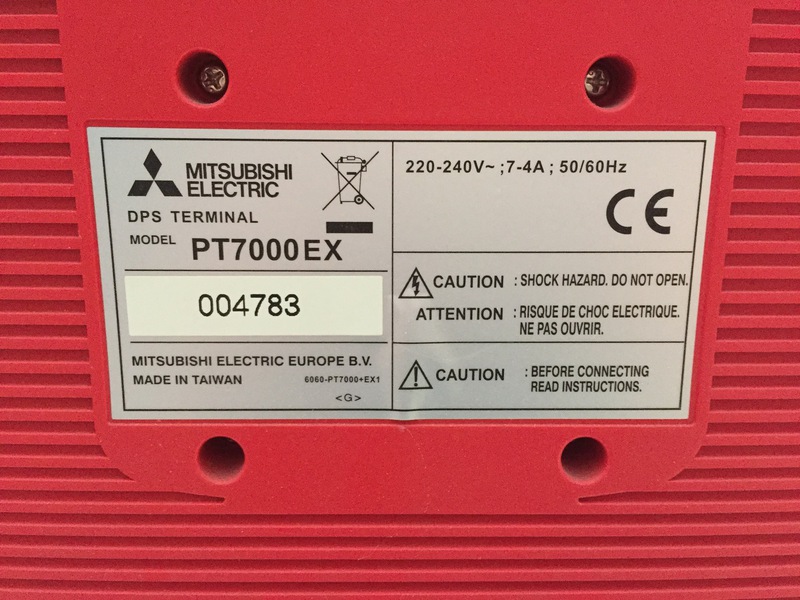 MITSUBISHI
ELECTRIC
DPS TERMINAL
MODEL PT7000EX
004783
MITSUBISHI ELECTRIC EUROPE B.V.
MADE IN TAIWAN 6060-PT7000+EX1
<G>
220-240V~ ;7-4A ; 50/60Hz
CE
CAUTION : SHOCK HAZARD. DO NOT OPEN.
ATTENTION : RISQUE DE CHOC ELECTRIQUE.
NE PAS OUVRIR.
CAUTION : BEFORE CONNECTING
READ INSTRUCTIONS.